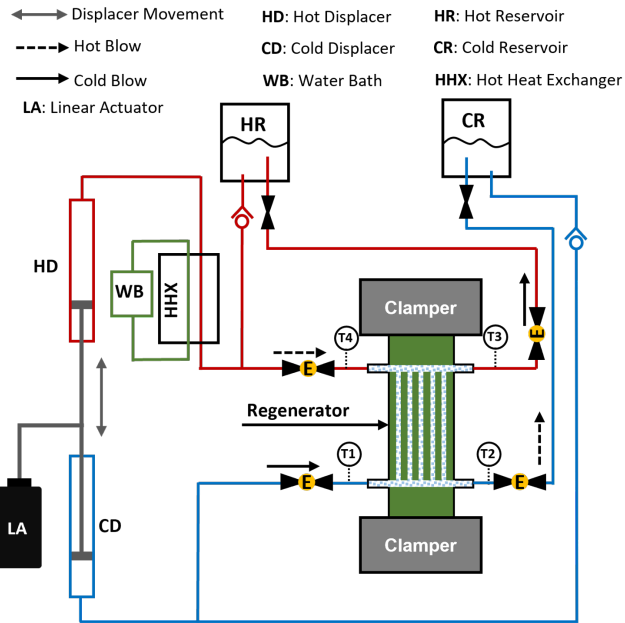 Displacer Movement
HD: Hot Displacer
HR: Hot Reservoir
Hot Blow
CD: Cold Displacer
CR: Cold Reservoir
Cold Blow
WB: Water Bath
HHX: Hot Heat Exchanger
LA: Linear Actuator
HR
CR
HD
WB
HHX
Clamper
E
T4
T3
E
Regenerator
T1
T2
E
E
LA
CD
Clamper